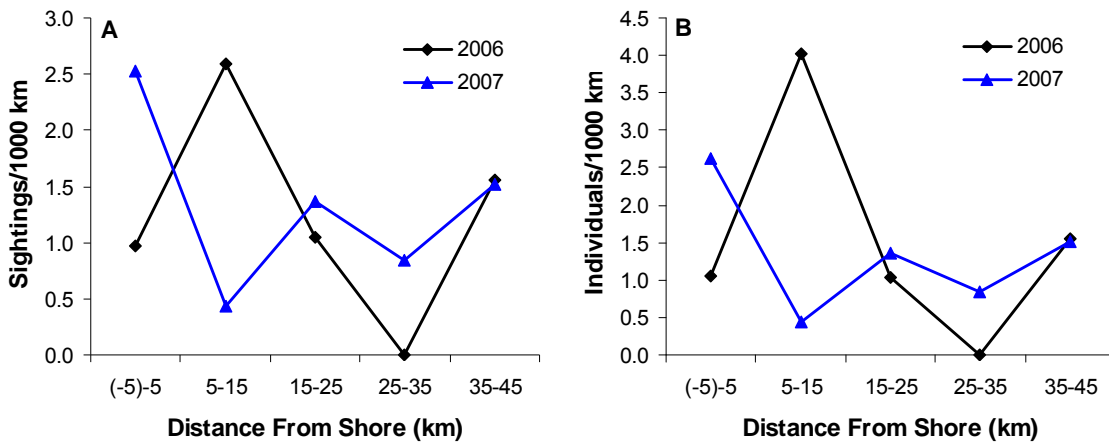 A
2006
2007
Sightings/1000 km
3.0
2.5
2.0
1.5
1.0
0.5
0.0
(-5)-5 5-15 15-25 25-35 35-45
Distance From Shore (km)
B
2006
2007
Individuals/1000 km
4.5
4.0
3.5
3.0
2.5
2.0
1.5
1.0
0.5
0.0
(-5)-5 5-15 15-25 25-35 35-45
Distance From Shore (km)